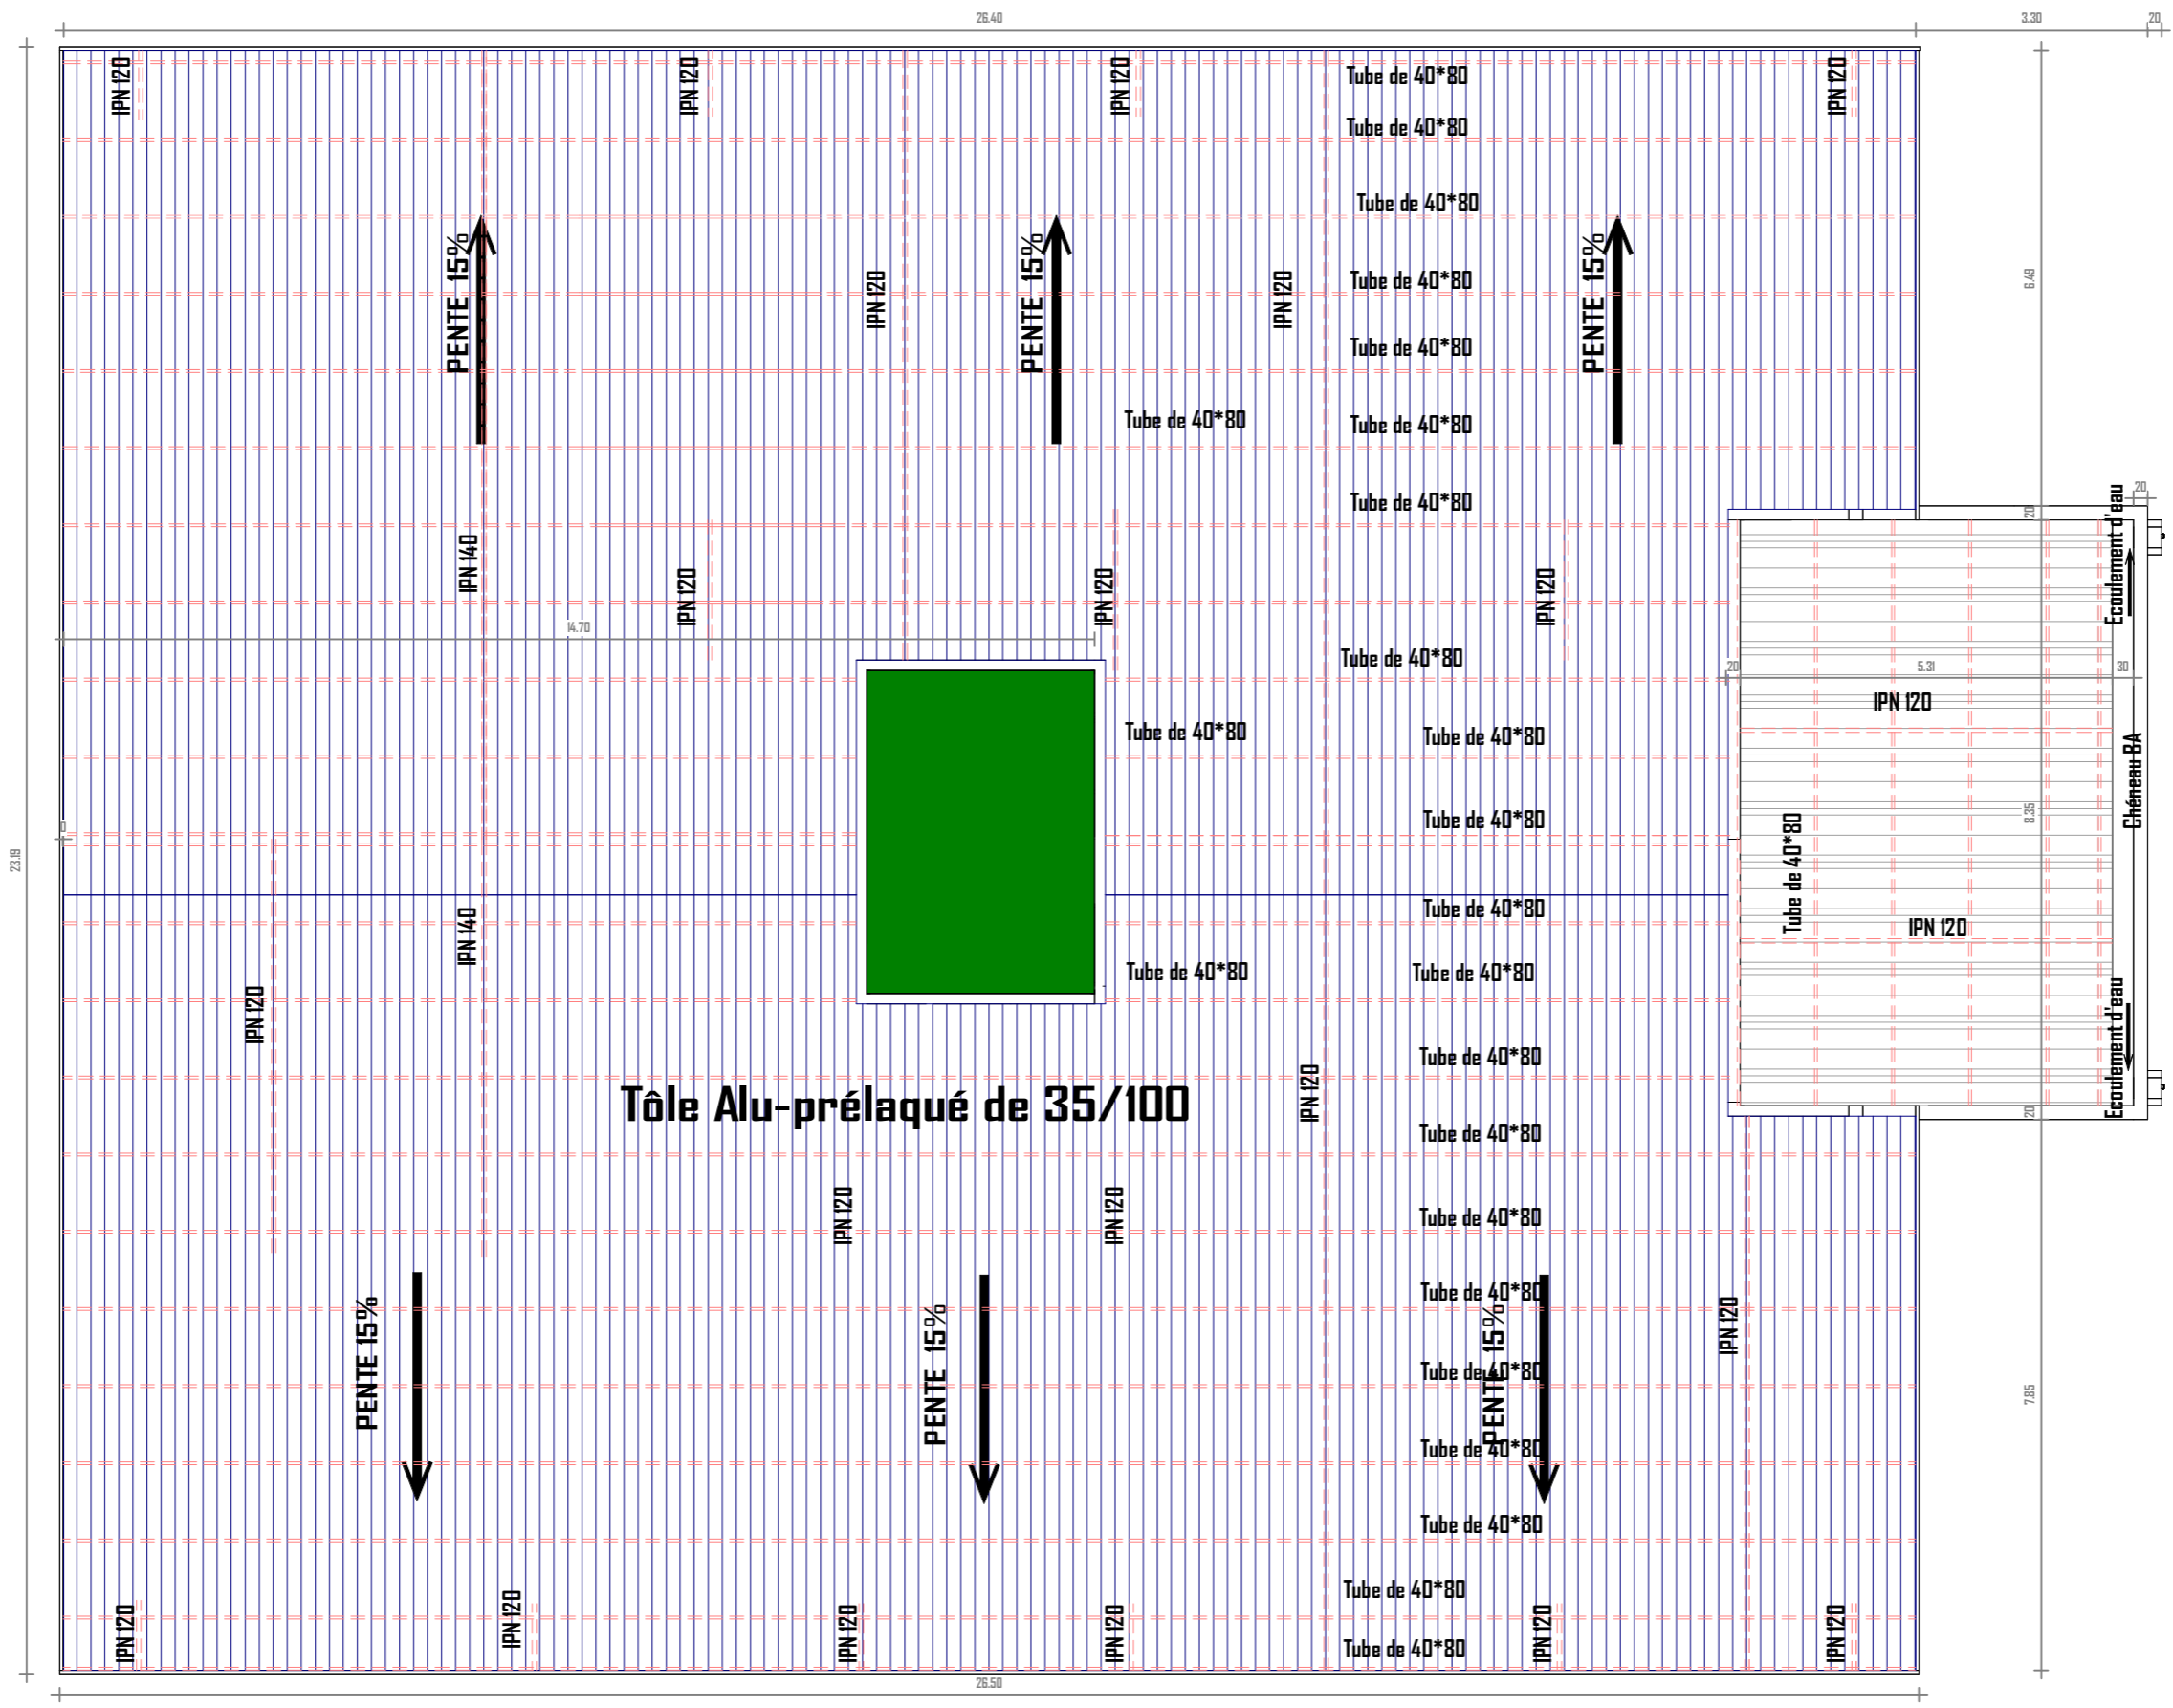 26.40
3.30
20
IPN 120
IPN 120
IPN 120
IPN 120
Tube de 40*80
Tube de 40*80
Tube de 40*80
PENTE 15%
PENTE 15%
PENTE 15%
IPN 120
IPN 120
Tube de 40*80
6.49
Tube de 40*80
Tube de 40*80
Tube de 40*80
Tube de 40*80
20
20
Ecoulement d'eau
IPN 140
IPN 120
IPN 120
IPN 120
14.70
Tube de 40*80
20
5.31
30
IPN 120
Tube de 40*80
Tube de 40*80
Chéneau BA
0
Tube de 40*80
8.35
23.19
Tube de 40*80
Tube de 40*80
IPN 140
IPN 120
Tube de 40*80
Tube de 40*80
IPN 120
Ecoulement d'eau
Tube de 40*80
Tôle Alu-prélaqué de 35/100
IPN 120
20
Tube de 40*80
IPN 120
IPN 120
Tube de 40*80
Tube de 40*80
IPN 120
PENTE 15%
PENTE 15%
PENTE 15%
Tube de 40*80
7.85
Tube de 40*80
Tube de 40*80
Tube de 40*80
IPN 120
IPN 120
IPN 120
IPN 120
IPN 120
IPN 120
Tube de 40*80
26.50